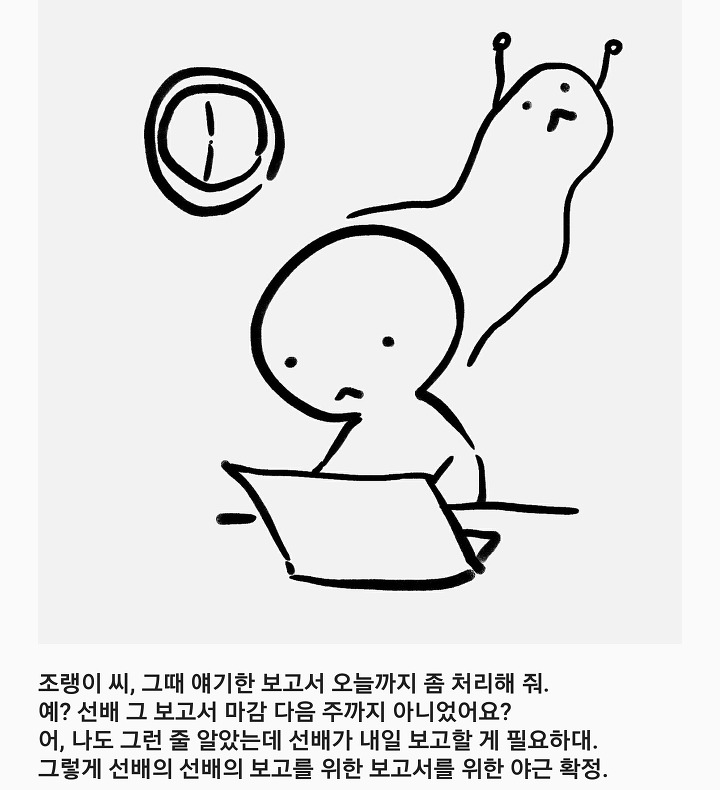 조랭이 씨, 그때 얘기한 보고서 오늘까지 좀 처리해 줘.
예? 선배 그 보고서 마감 다음 주까지 아니었어요?
어, 나도 그런 줄 알았는데 선배가 내일 보고할 게 필요하대.
그렇게 선배의 선배의 보고를 위한 보고서를 위한 야근 확정.